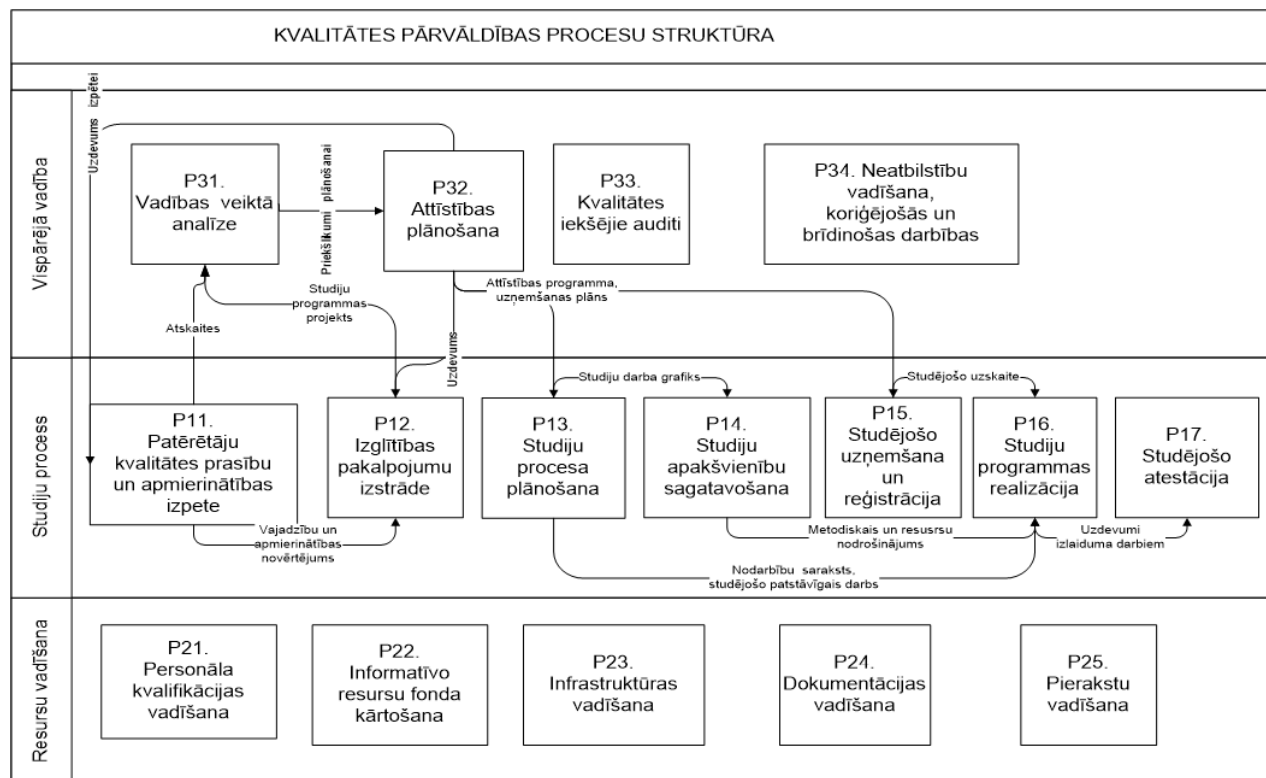 KVALITĀTES PĀRVĀLDĪBAS PROCESU STRUKTŪRA
Vispārējā vadība
Uzdevums izpētei
P31.
Vadības veiktā
analīze
Priekšlikumi plānošanai
P32.
Attīstības
plānošana
P33.
Kvalitātes
iekšējie auditi
P34. Neatbilstību
vadīšana,
koriģējošās un
brīdinošas darbības
Atskaites
Studiju
programmas
projekts
Uzdevums
Attīstības programma,
uzņemšanas plāns
Studiju process
Studiju darba grafiks
Studējošo uzskaite
P11.
Patērētāju
kvalitātes prasību
un apmierinātības
izpete
P12.
Izglītības
pakalpojumu
izstrāde
P13.
Studiju
procesa
plānošana
P14.
Studiju
apakšvienību
sagatavošana
P15.
Studējošo
uzņemšana
un
reģistrācija
P16.
Studiju
programmas
realizācija
P17.
Studējošo
atestācija
Vajadzību un
apmierinātības
novērtējums
Metodiskais un resusrsu
nodrošinājums
Uzdevumi
izlaiduma darbiem
Nodarbību saraksts,
studējošo patstāvīgais darbs
Resursu vadīšana
P21.
Personāla
kvalifikācijas
vadīšana
P22.
Informatīvo
resursu fonda
kārtošana
P23.
Infrastruktūras
vadīšana
P24.
Dokumentācijas
vadīšana
P25.
Pierakstu
vadīšana